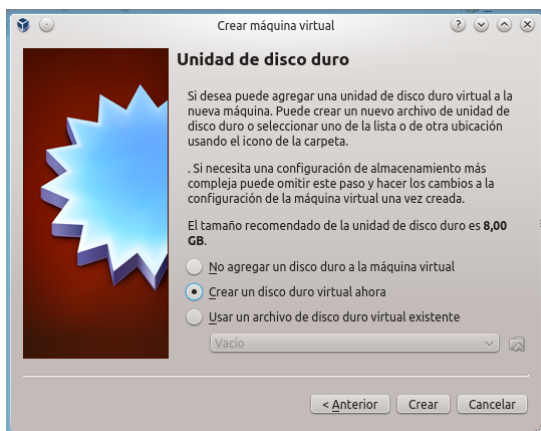 Crear máquina virtual
Unidad de disco duro
Si desea puede agregar una unidad de disco duro virtual a la
nueva máquina. Puede crear un nuevo archivo de unidad de
disco duro o seleccionar uno de la lista o de otra ubicación
usando el icono de la carpeta.
. Si necesita una configuración de almacenamiento más
compleja puede omitir este paso y hacer los cambios a la
configuración de la máquina virtual una vez creada.
El tamaño recomendado de la unidad de disco duro es 8,00
GB.
No agregar un disco duro a la máquina virtual
Crear un disco duro virtual ahora
Usar un archivo de disco duro virtual existente
Vacio
< Anterior Crear Cancelar